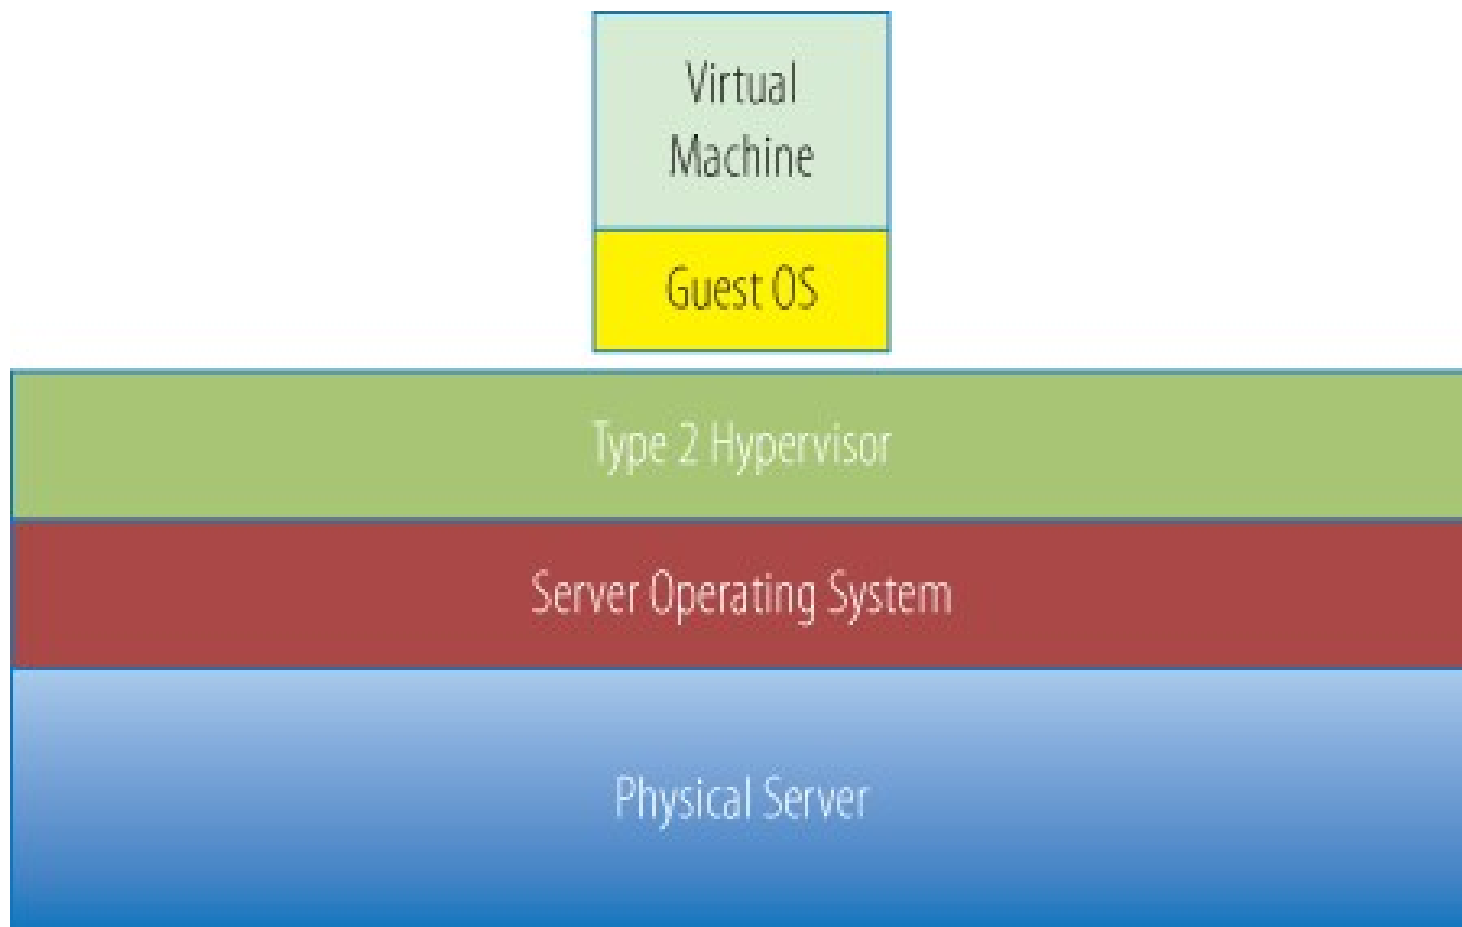 Virtual
Machine
Guest OS
Type 2 Hypervisor
Server Operating System
Physical Server